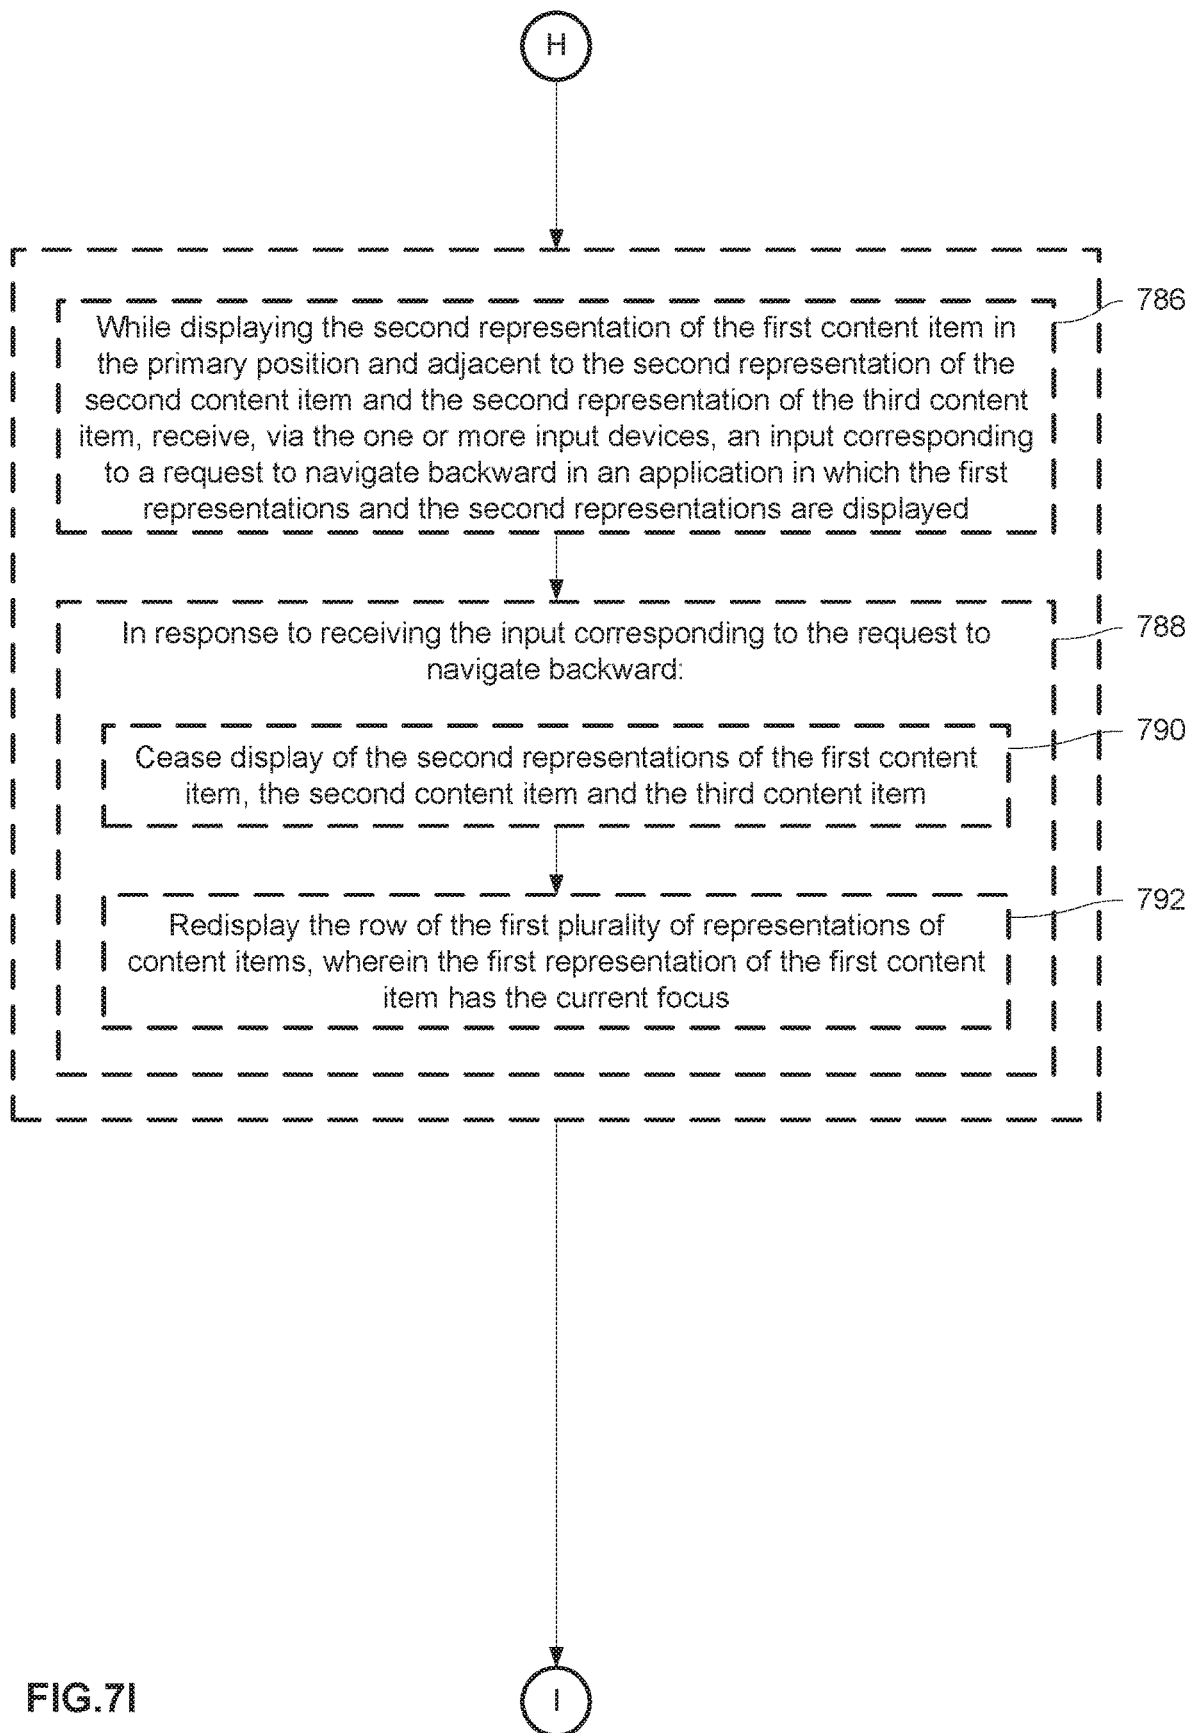 H
786
While displaying the second representation of the first content item in
the primary position and adjacent to the second representation of the
second content item and the second representation of the third content
item, receive, via the one or more input devices, an input corresponding
to a request to navigate backward in an application in which the first
representations and the second representations are displayed
788
In response to receiving the input corresponding to the request to
navigate backward:
790
Cease display of the second representations of the first content
item, the second content item and the third content item
792
Redisplay the row of the first plurality of representations of
content items, wherein the first representation of the first content
item has the current focus
FIG.7I
I